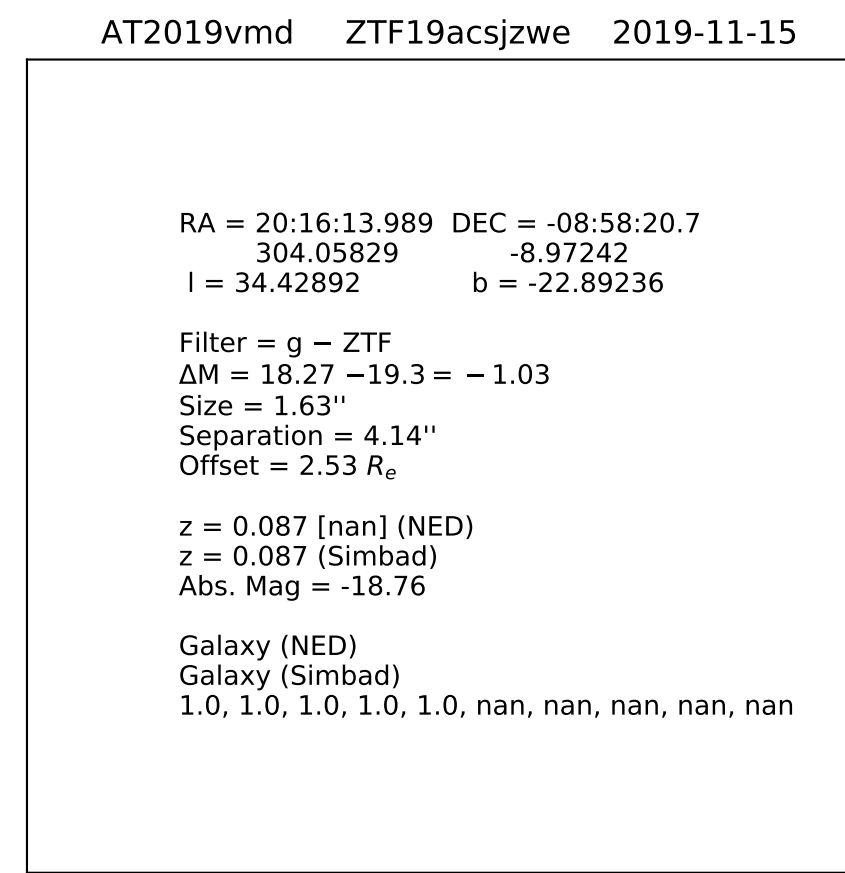 AT2019vmd ZTF19acsjzwe 2019-11-15
RA = 20:16:13.989 DEC = -08:58:20.7
304.05829 -8.97242
l = 34.42892 b = -22.89236
Filter = g − ZTF
ΔM = 18.27 −19.3 = − 1.03
Size = 1.63''
Separation = 4.14''
Offset = 2.53 Rₑ
z = 0.087 [nan] (NED)
z = 0.087 (Simbad)
Abs. Mag = -18.76
Galaxy (NED)
Galaxy (Simbad)
1.0, 1.0, 1.0, 1.0, 1.0, nan, nan, nan, nan, nan